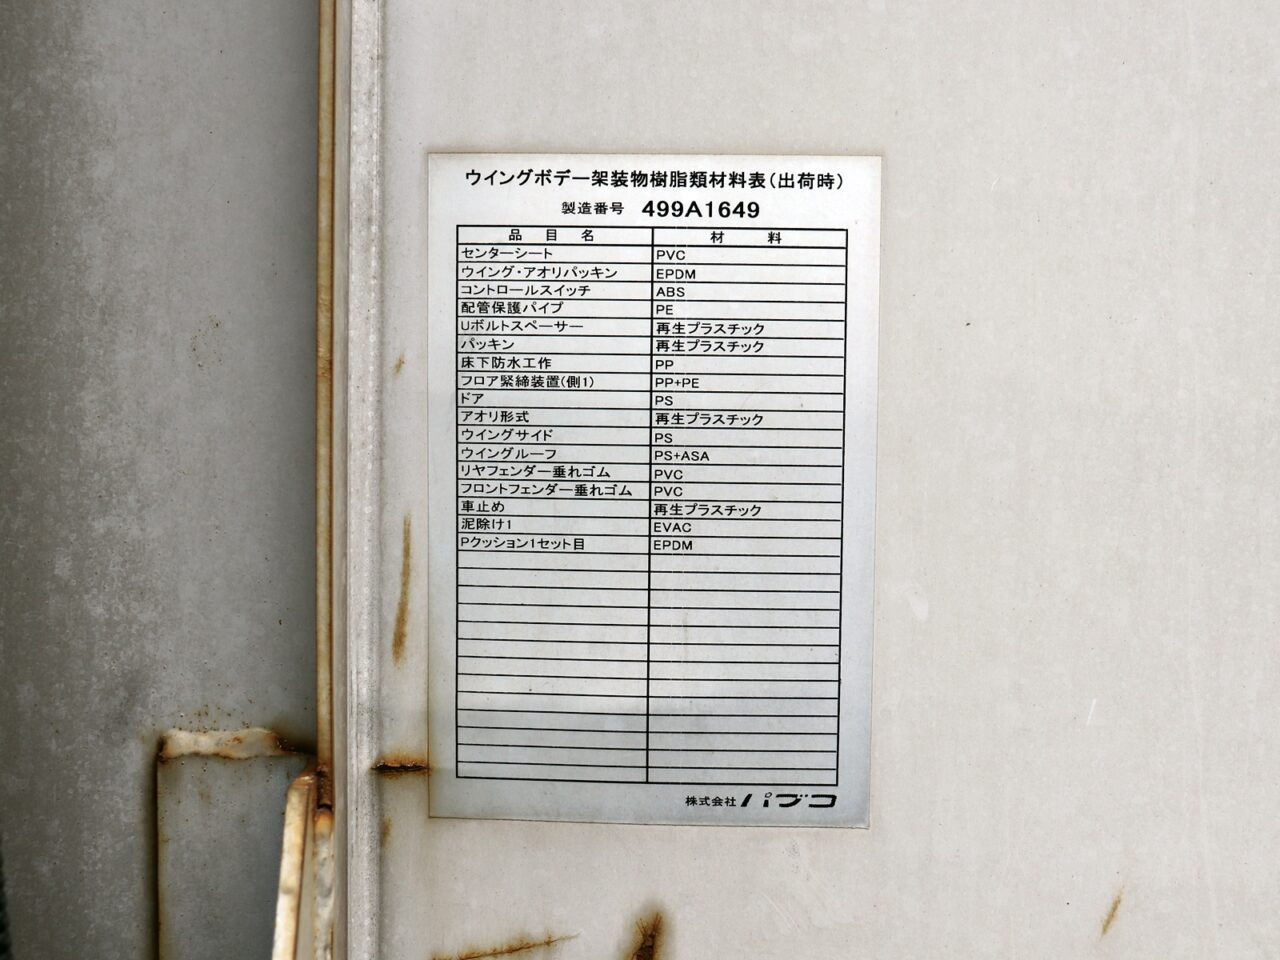 ウイングボデー架装物樹脂類材料表(出荷時)
製造番号 499A1649
品目名 材料
センターシート PVC
ウイング・アオリパッキン EPDM
コントロールスイッチ ABS
配管保護パイプ PE
Uボルトスペーサー 再生プラスチック
パッキン 再生プラスチック
床下防水工作 PP
フロア緊締装置(側1) PP+PE
ドア PS
アオリ形式 再生プラスチック
ウイングサイド PS
ウイングルーフ PS+ASA
リヤフェンダー垂れゴム PVC
フロントフェンダー垂れゴム PVC
車止め 再生プラスチック
泥除け1 EVAC
Pクッション1セット目 EPDM
株式会社パブコ